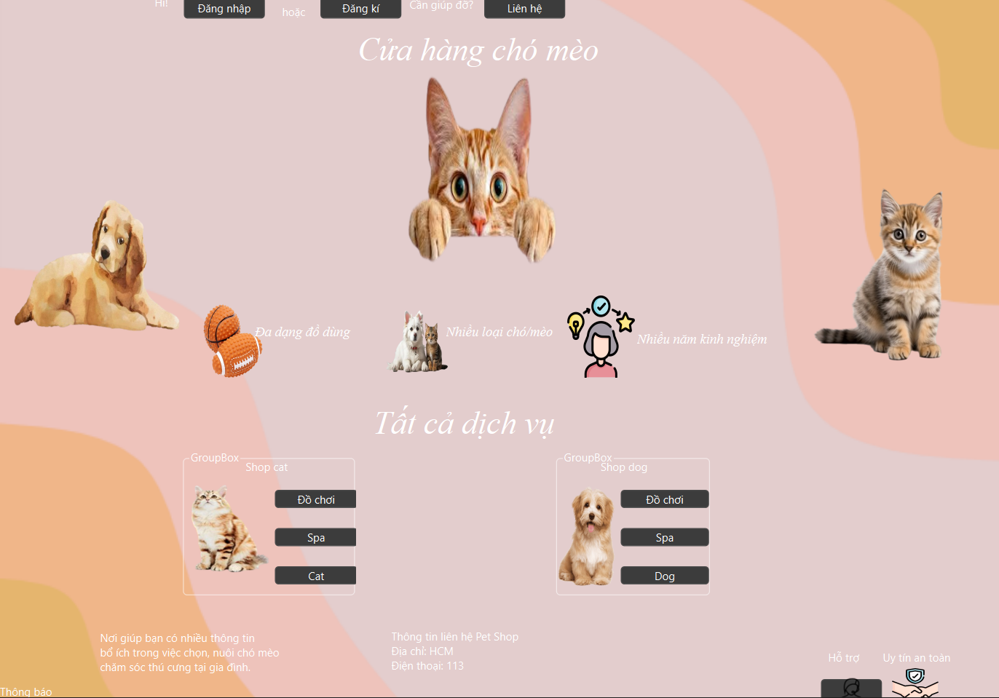 Hi!
Đăng nhập
hoặc
Đăng kí
Cần giúp đỡ?
Liên hệ
Cửa hàng chó mèo
Đa dạng đồ dùng
Nhiều loại chó/mèo
Nhiều năm kinh nghiệm
Tất cả dịch vụ
GroupBox
Shop cat
Đồ chơi
Spa
Cat
GroupBox
Shop dog
Đồ chơi
Spa
Dog
Nơi giúp bạn có nhiều thông tin
bổ ích trong việc chọn, nuôi chó mèo
chăm sóc thú cưng tại gia đình.
Thông tin liên hệ Pet Shop
Địa chỉ: HCM
Điện thoại: 113
Hỗ trợ
Uy tín an toàn
Thông báo